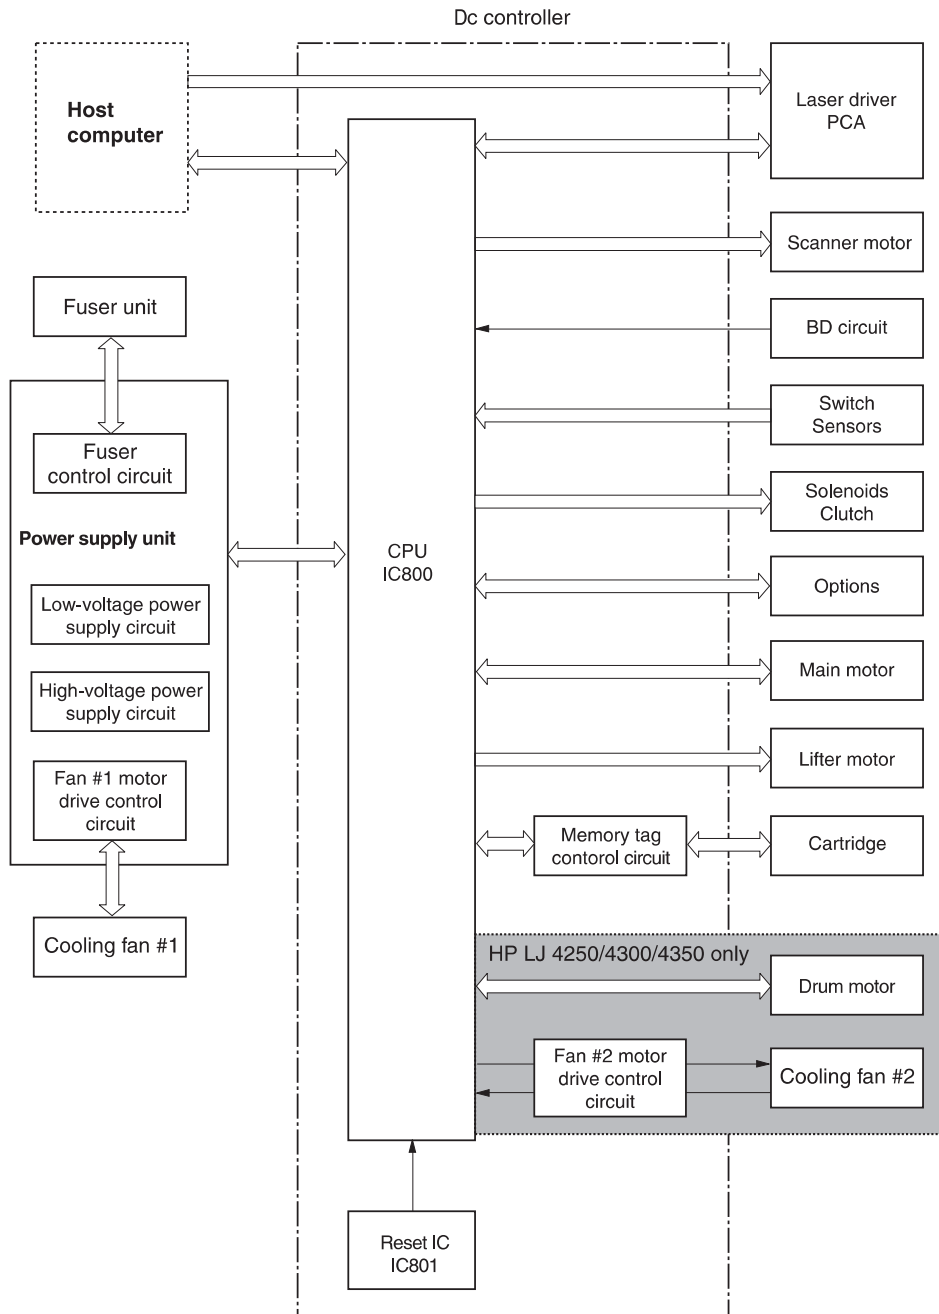 Dc controller
Host
computer
Laser driver
PCA
Scanner motor
Fuser unit
BD circuit
Switch
Sensors
Fuser
control circuit
Solenoids
Clutch
Power supply unit
CPU
IC800
Options
Low-voltage power
supply circuit
Main motor
High-voltage power
supply circuit
Lifter motor
Fan #1 motor
drive control
circuit
Memory tag
contorol circuit
Cartridge
Cooling fan #1
HP LJ 4250/4300/4350 only
Drum motor
Fan #2 motor
drive control
circuit
Cooling fan #2
Reset IC
IC801